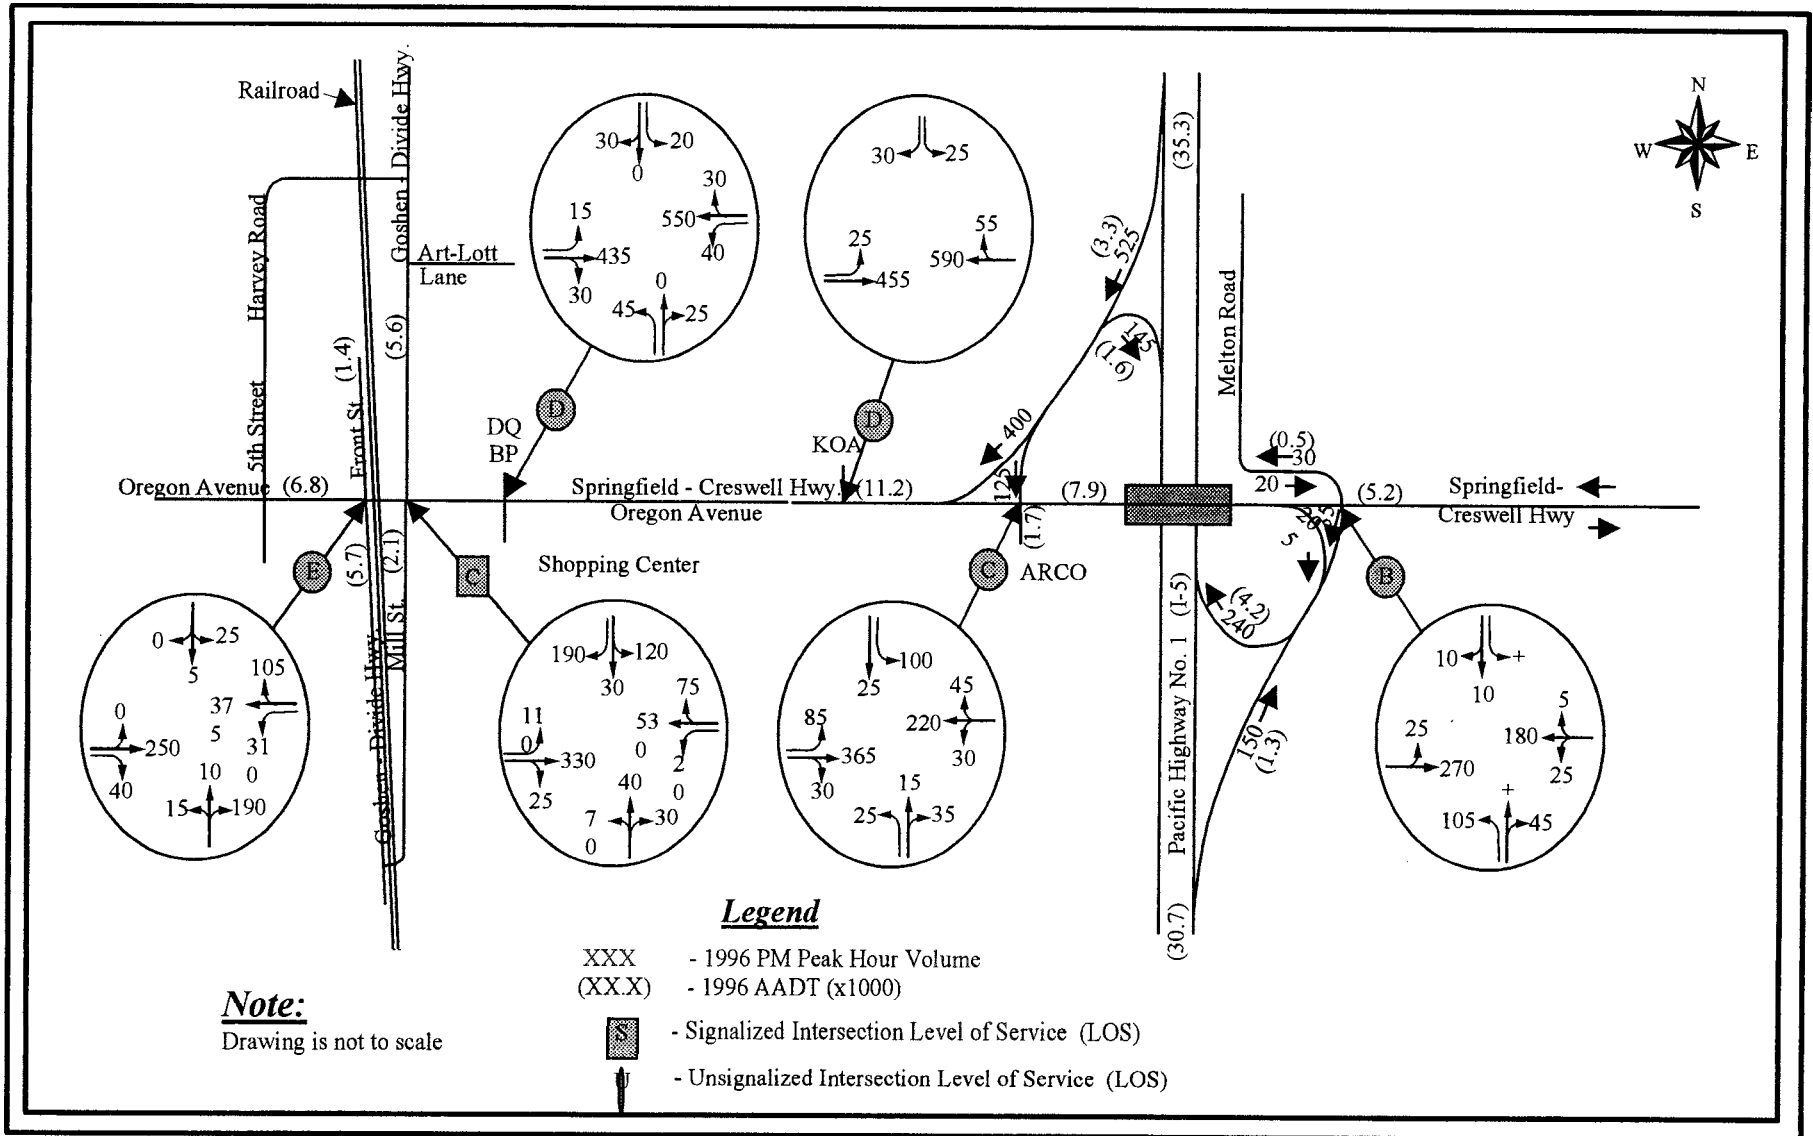 N
W E
S
Railroad
Goshen - Divide Hwy.
Harvey Road
5th Street
Art-Lott
Lane
(1.4)
Front St.
(5.6)
30 20
0
30
550
40
15
435
30
0
45 25
D
DQ
BP
30 25
55
590
25
455
D
KOA
(35.3)
(3.3)
525
145
(1.6)
400
125
Melton Road
(0.5)
30
20
Oregon Avenue (6.8)
Springfield - Creswell Hwy. (11.2)
Oregon Avenue
(7.9)
(5.2)
Springfield-
Creswell Hwy
20
5
(1.7)
ARCO
E
(5.7)
(2.1)
Mill St.
Goshen - Divide Hwy.
C
Shopping Center
C
B
(4.2)
240
Pacific Highway No. 1 (I-5)
150
(1.3)
(30.7)
0 25
5
105
37
5
31
0
0
250
40
10
15 190
190 120
30
75
53
0
2
0
11
0
330
25
40
7 30
0
100
25
45
220
30
85
365
30
15
25 35
10 +
10
5
180
25
25
270
+
105 45
Legend
XXX - 1996 PM Peak Hour Volume
(XX.X) - 1996 AADT (x1000)
S - Signalized Intersection Level of Service (LOS)
U - Unsignalized Intersection Level of Service (LOS)
Note:
Drawing is not to scale